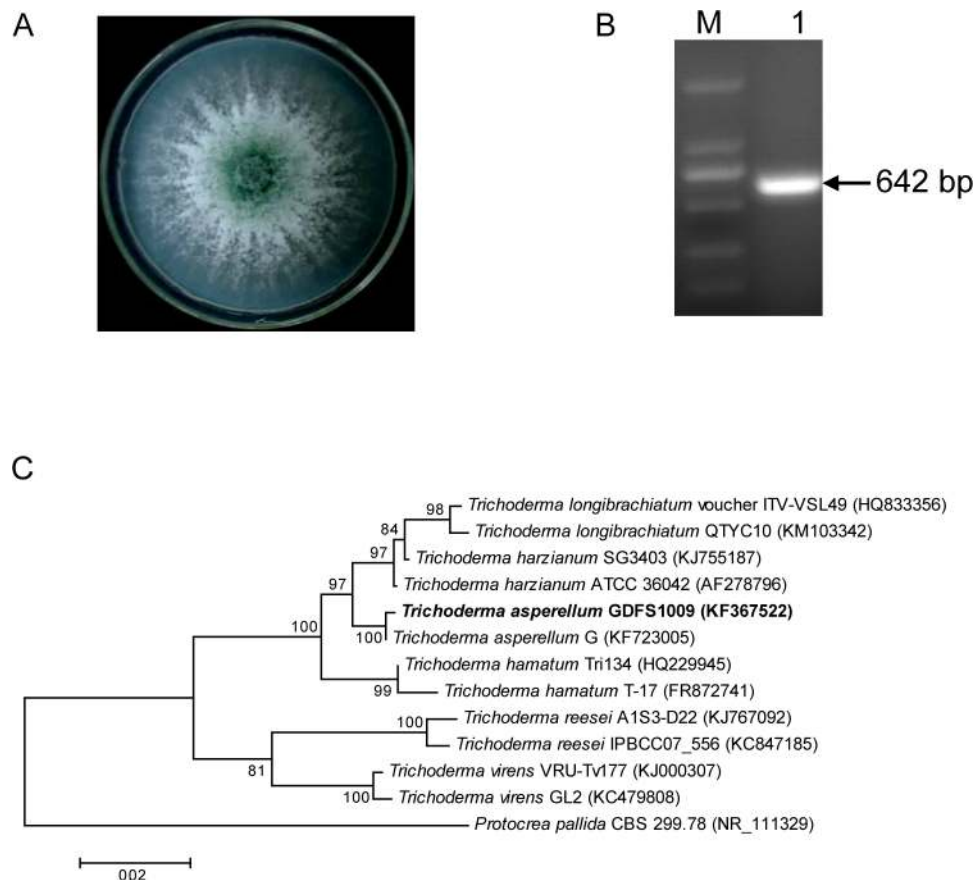 A
B
M 1
642 bp
C
Trichoderma longibrachiatum voucher ITV-VSL49 (HQ833356)
98
Trichoderma longibrachiatum QTYC10 (KM103342)
84
Trichoderma harzianum SG3403 (KJ755187)
97
Trichoderma harzianum ATCC 36042 (AF278796)
97
Trichoderma asperellum GDFS1009 (KF367522)
100
Trichoderma asperellum G (KF723005)
100
Trichoderma hamatum Tri134 (HQ229945)
Trichoderma hamatum T-17 (FR872741)
99
Trichoderma reesei A1S3-D22 (KJ767092)
100
Trichoderma reesei IPBCC07_556 (KC847185)
81
Trichoderma virens VRU-Tv177 (KJ000307)
Trichoderma virens GL2 (KC479808)
100
Protocrea pallida CBS 299.78 (NR_111329)
002